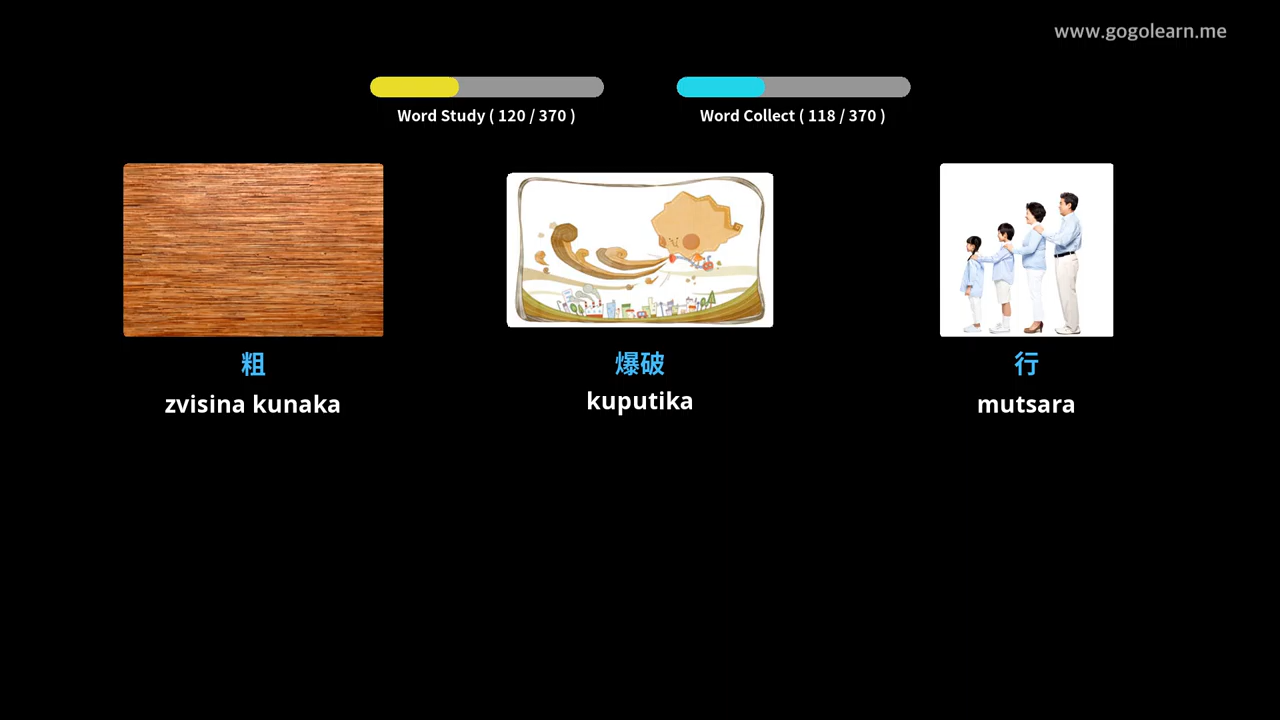 www.gogolearn.me
Word Study ( 120 / 370 )
Word Collect ( 118 / 370 )
粗
爆破
行
zvisina kunaka
kuputika
mutsara